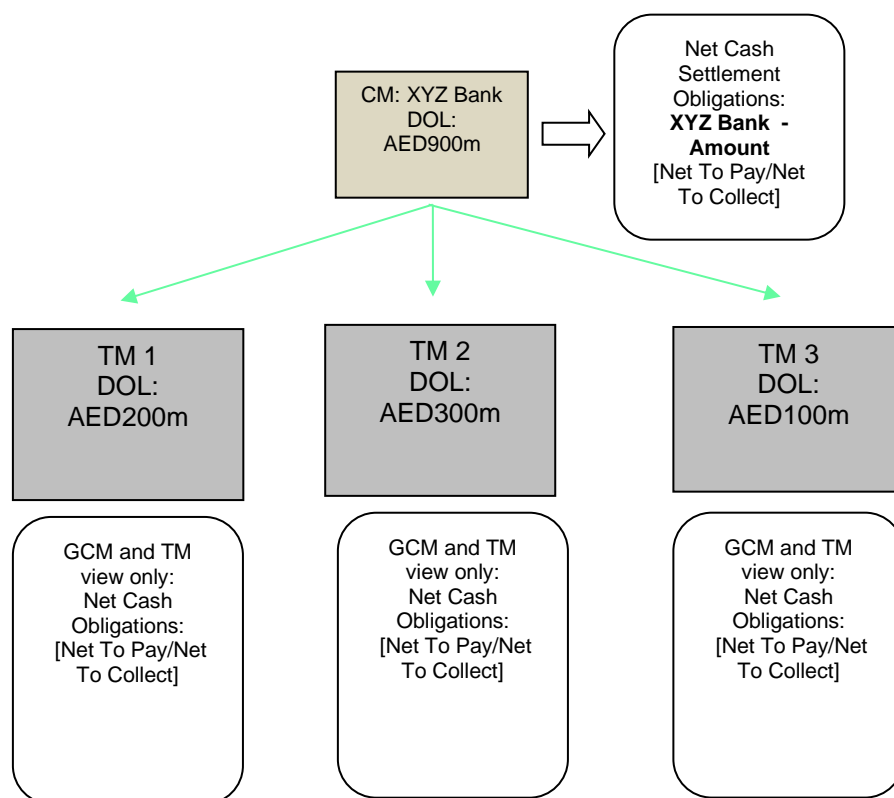 Net Cash
Settlement
Obligations:
XYZ Bank -
Amount
[Net To Pay/Net
To Collect]
CM: XYZ Bank
DOL:
AED900m
TM 1
DOL:
AED200m
TM 2
DOL:
AED300m
TM 3
DOL:
AED100m
GCM and TM
view only:
Net Cash
Obligations:
[Net To Pay/Net
To Collect]
GCM and TM
view only:
Net Cash
Obligations:
[Net To Pay/Net
To Collect]
GCM and TM
view only:
Net Cash
Obligations:
[Net To Pay/Net
To Collect]